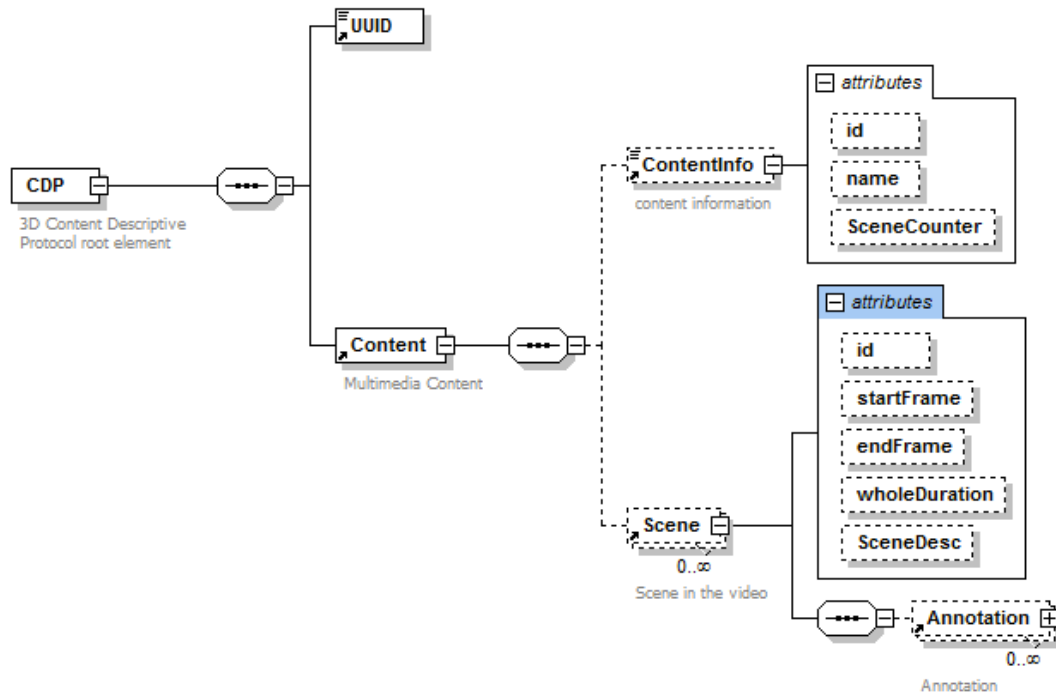 UUID
CDP
3D Content Descriptive
Protocol root element
Content
Multimedia Content
ContentInfo
content information
attributes
id
name
SceneCounter
Scene
0..∞
Scene in the video
attributes
id
startFrame
endFrame
wholeDuration
SceneDesc
Annotation
0..∞
Annotation